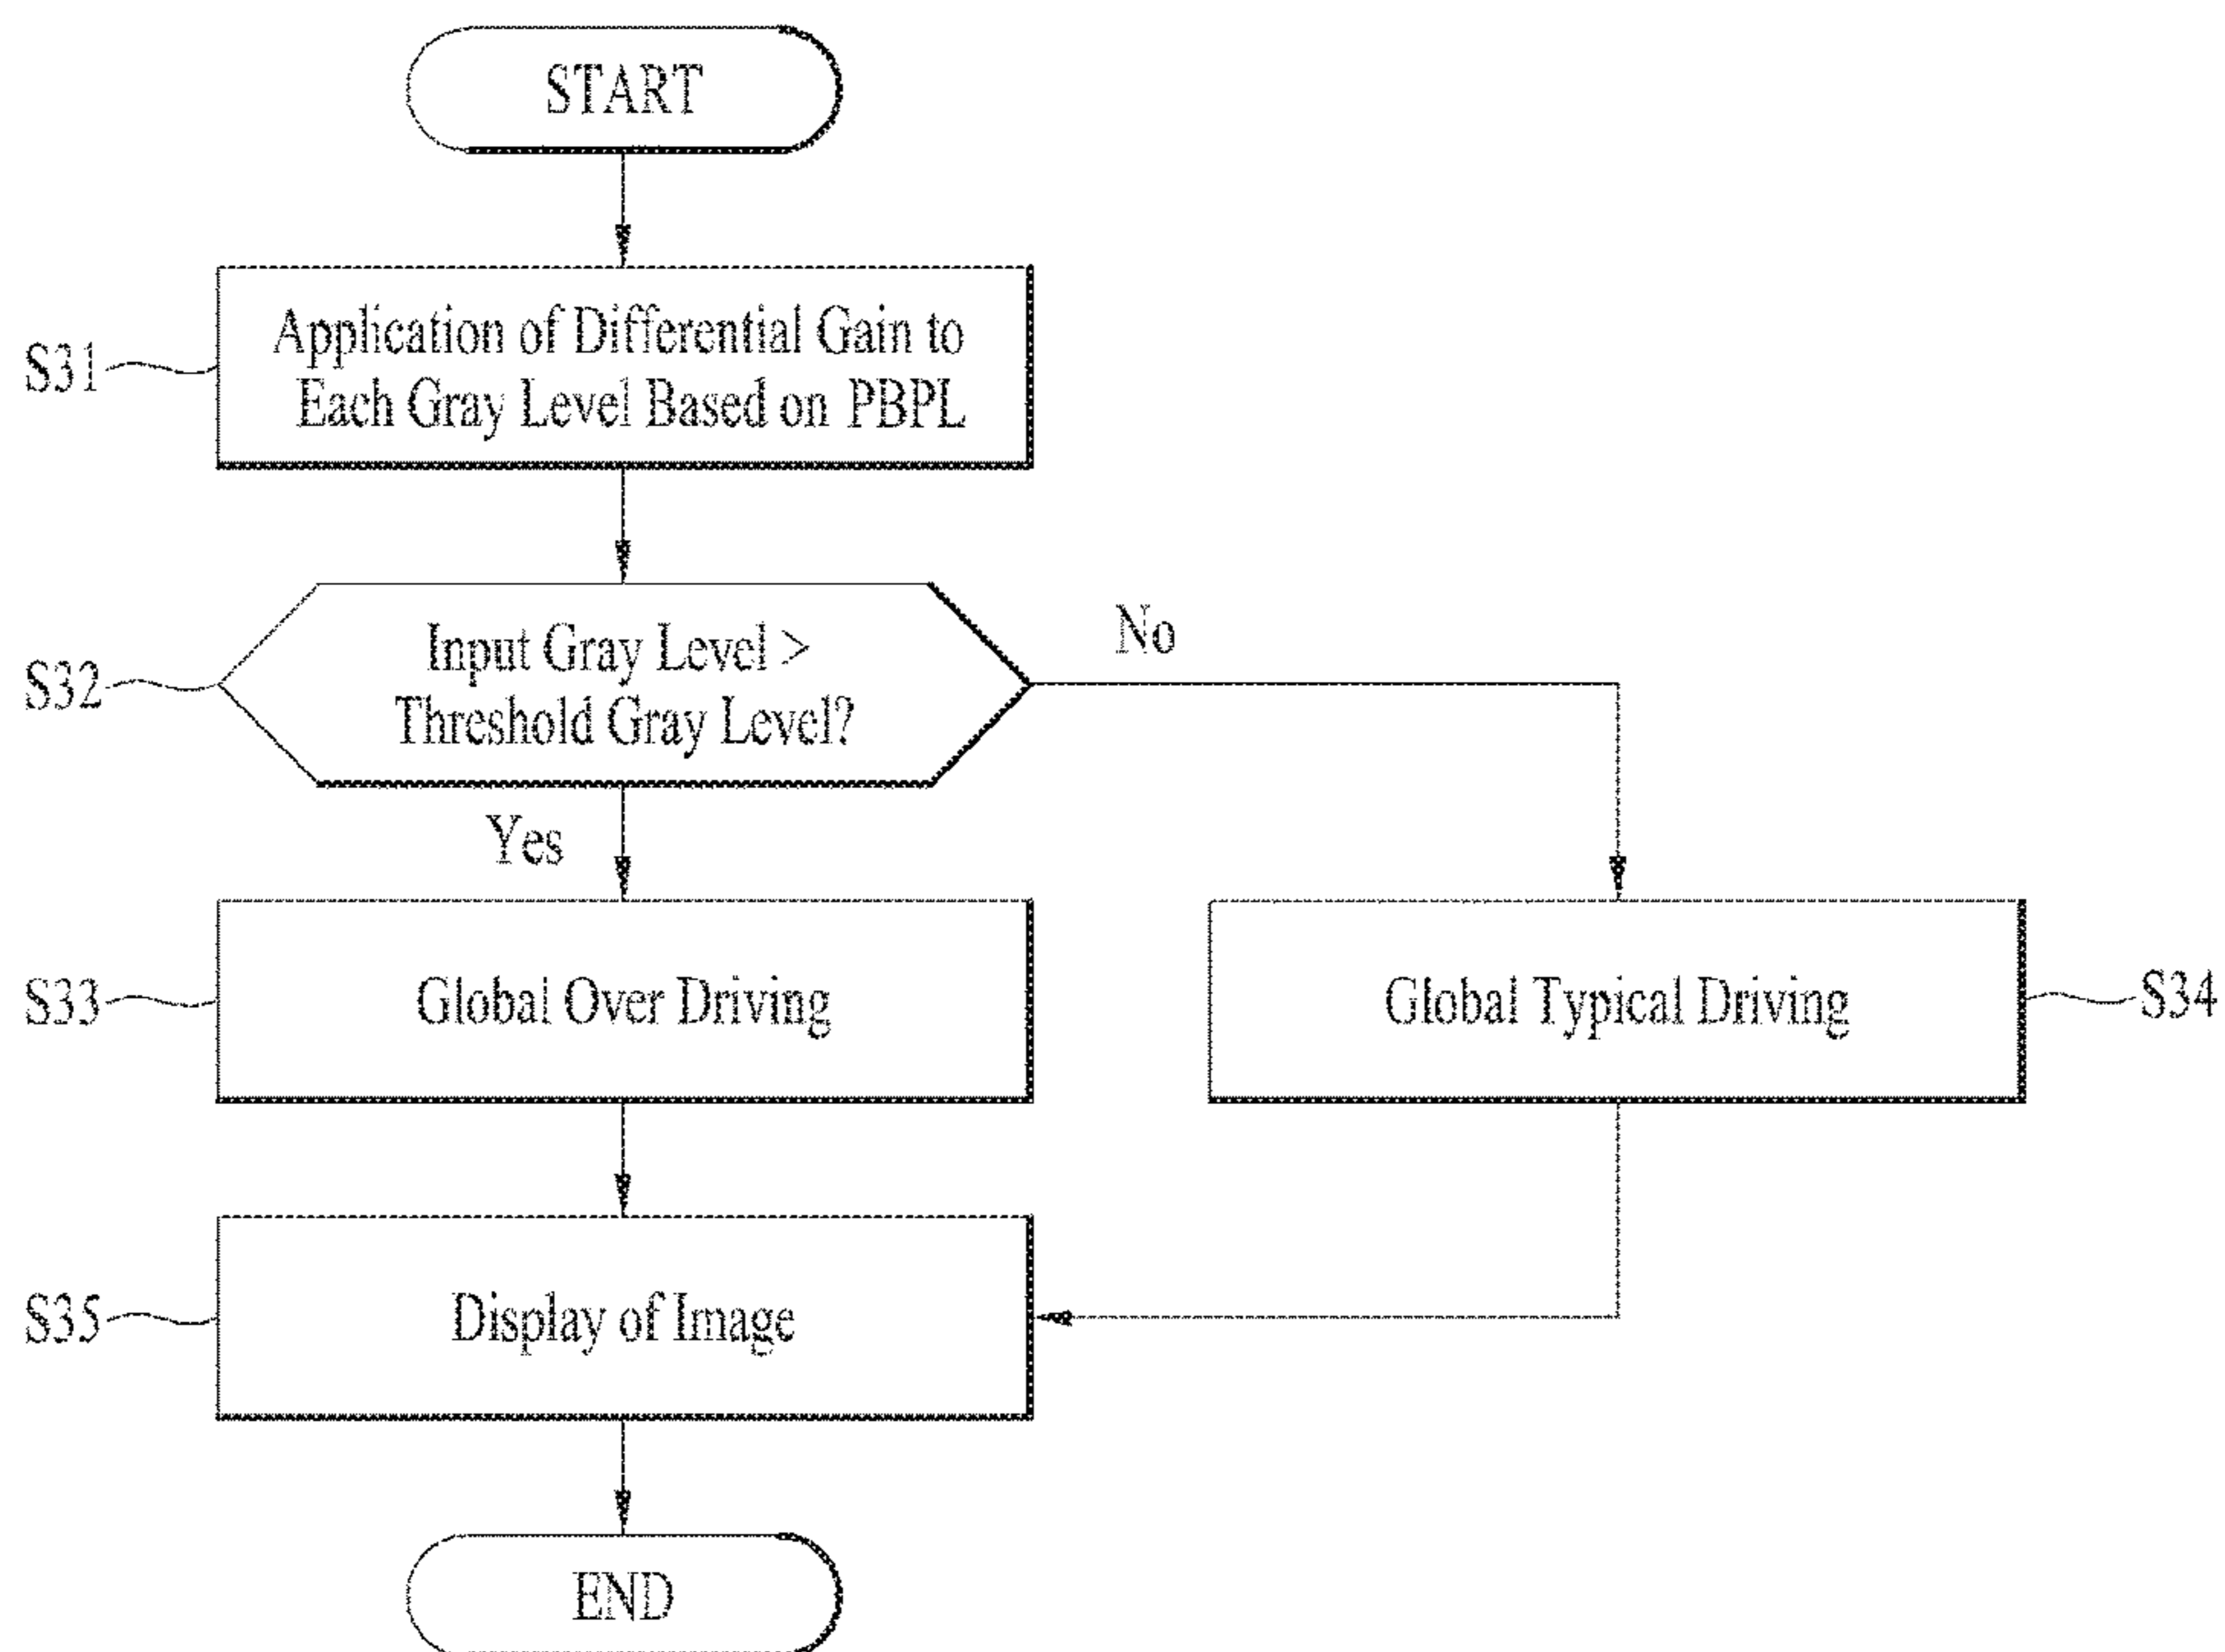 START
S31
Application of Differential Gain to
Each Gray Level Based on PBPL
S32
Input Gray Level >
Threshold Gray Level?
No
Yes
S33
Global Over Driving
Global Typical Driving
S34
S35
Display of Image
END